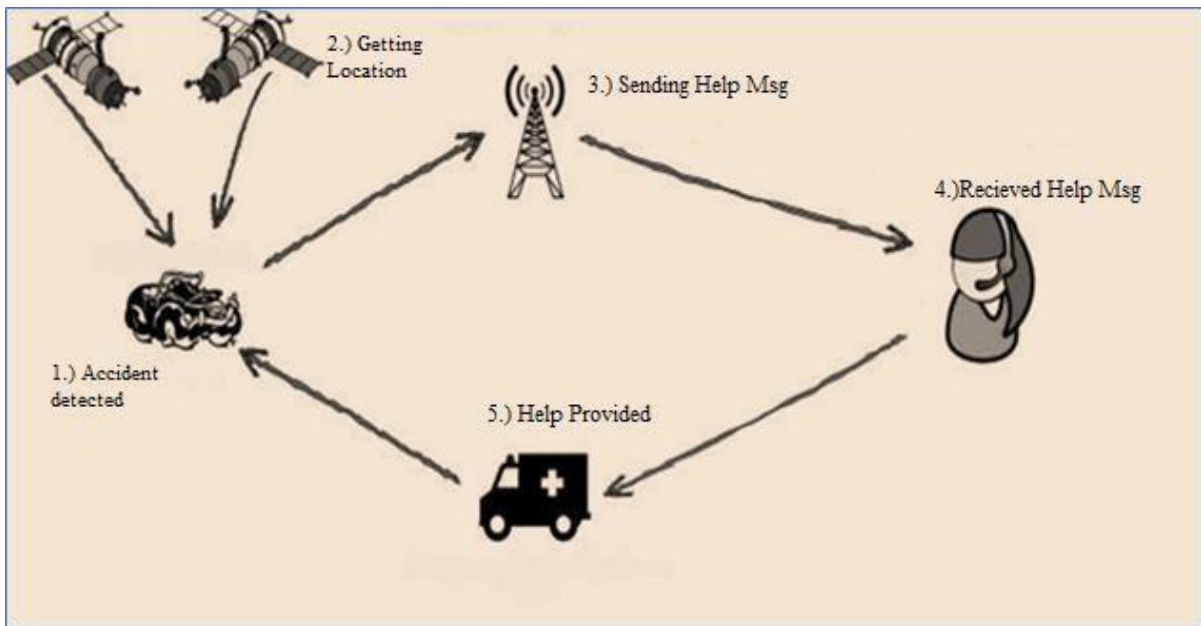 1.) Accident
detected
2.) Getting
Location
3.) Sending Help Msg
4.)Recieved Help Msg
5.) Help Provided